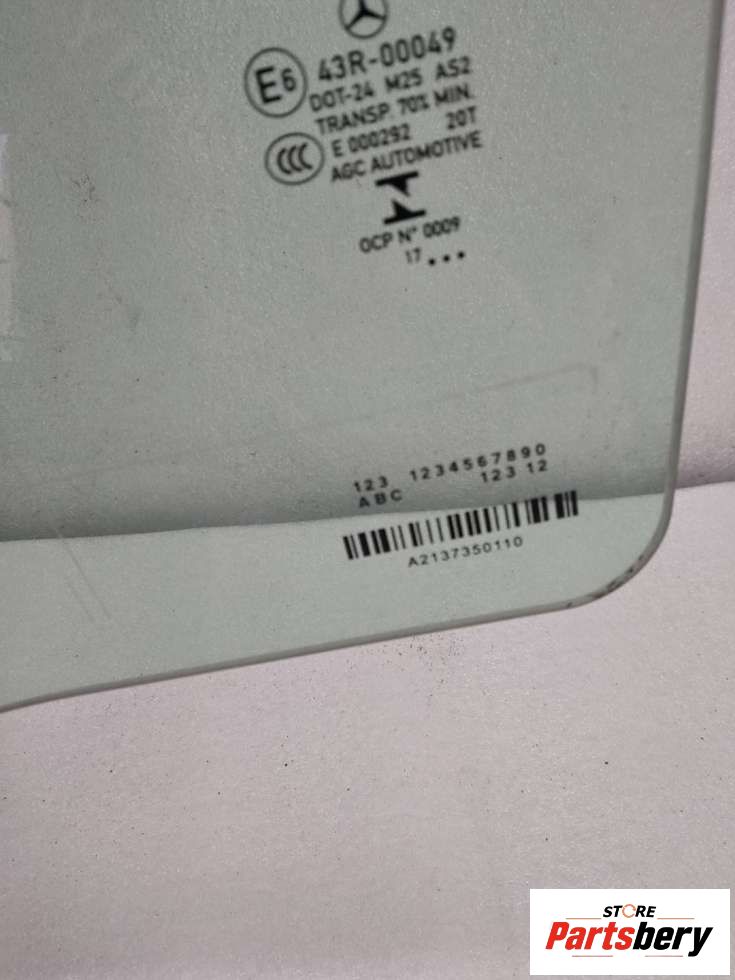 E6 43R-00049
DOT-24 M25 AS2
TRANSP. 70% MIN.
CCC E 000292 20T
AGC AUTOMOTIVE
OCP N° 0009
17 ...
123 1234567890
ABC 123 12
A2137350110
STORE
Partsbery